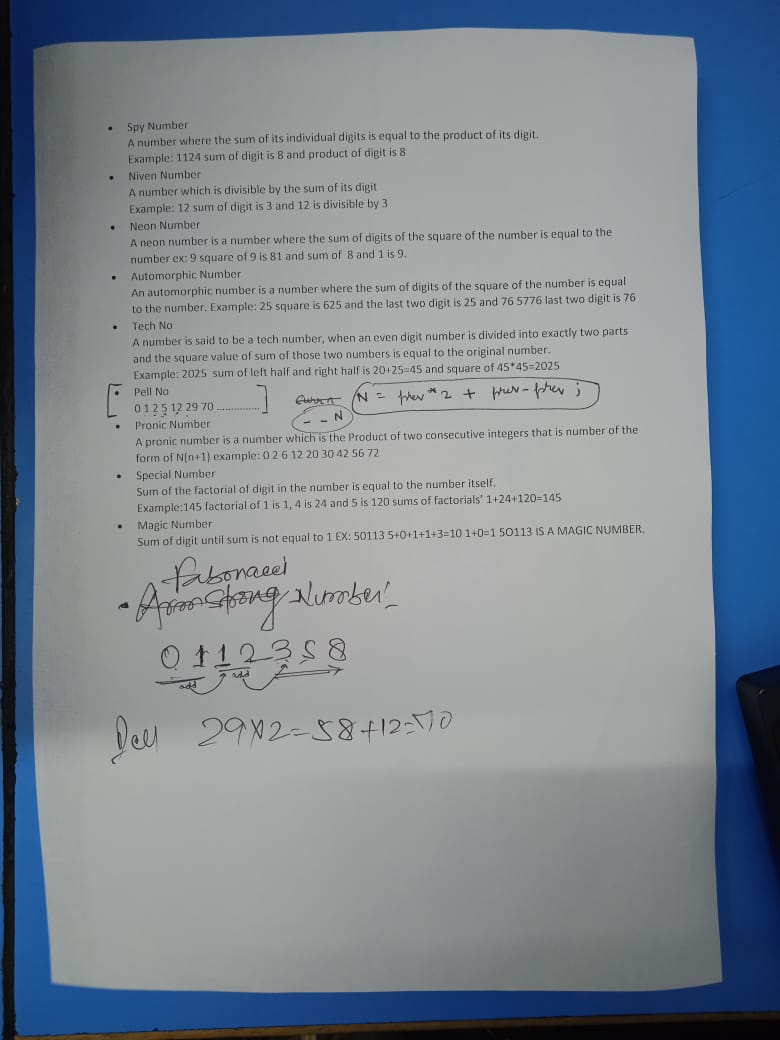 • Spy Number
A number where the sum of its individual digits is equal to the product of its digit.
Example: 1124 sum of digit is 8 and product of digit is 8
• Niven Number
A number which is divisible by the sum of its digit
Example: 12 sum of digit is 3 and 12 is divisible by 3
• Neon Number
A neon number is a number where the sum of digits of the square of the number is equal to the
number ex: 9 square of 9 is 81 and sum of 8 and 1 is 9.
• Automorphic Number
An automorphic number is a number where the sum of digits of the square of the number is equal
to the number. Example: 25 square is 625 and the last two digit is 25 and 76 5776 last two digit is 76
• Tech No
A number is said to be a tech number, when an even digit number is divided into exactly two parts
and the square value of sum of those two numbers is equal to the original number.
Example: 2025 sum of left half and right half is 20+25=45 and square of 45*45=2025
• Pell No
N = prev * 2 + prev-prev ;
0 1 2 5 12 29 70 ...............
- - N
• Pronic Number
A pronic number is a number which is the Product of two consecutive integers that is number of the
form of N(n+1) example: 0 2 6 12 20 30 42 56 72
• Special Number
Sum of the factorial of digit in the number is equal to the number itself.
Example:145 factorial of 1 is 1, 4 is 24 and 5 is 120 sums of factorials' 1+24+120=145
• Magic Number
Sum of digit until sum is not equal to 1 EX: 50113 5+0+1+1+3=10 1+0=1 5O113 IS A MAGIC NUMBER.
Fabonacci
- Armstrong Number:-
0 1 1 2 3 5 8
add add
Pell 29×2=58+12=70